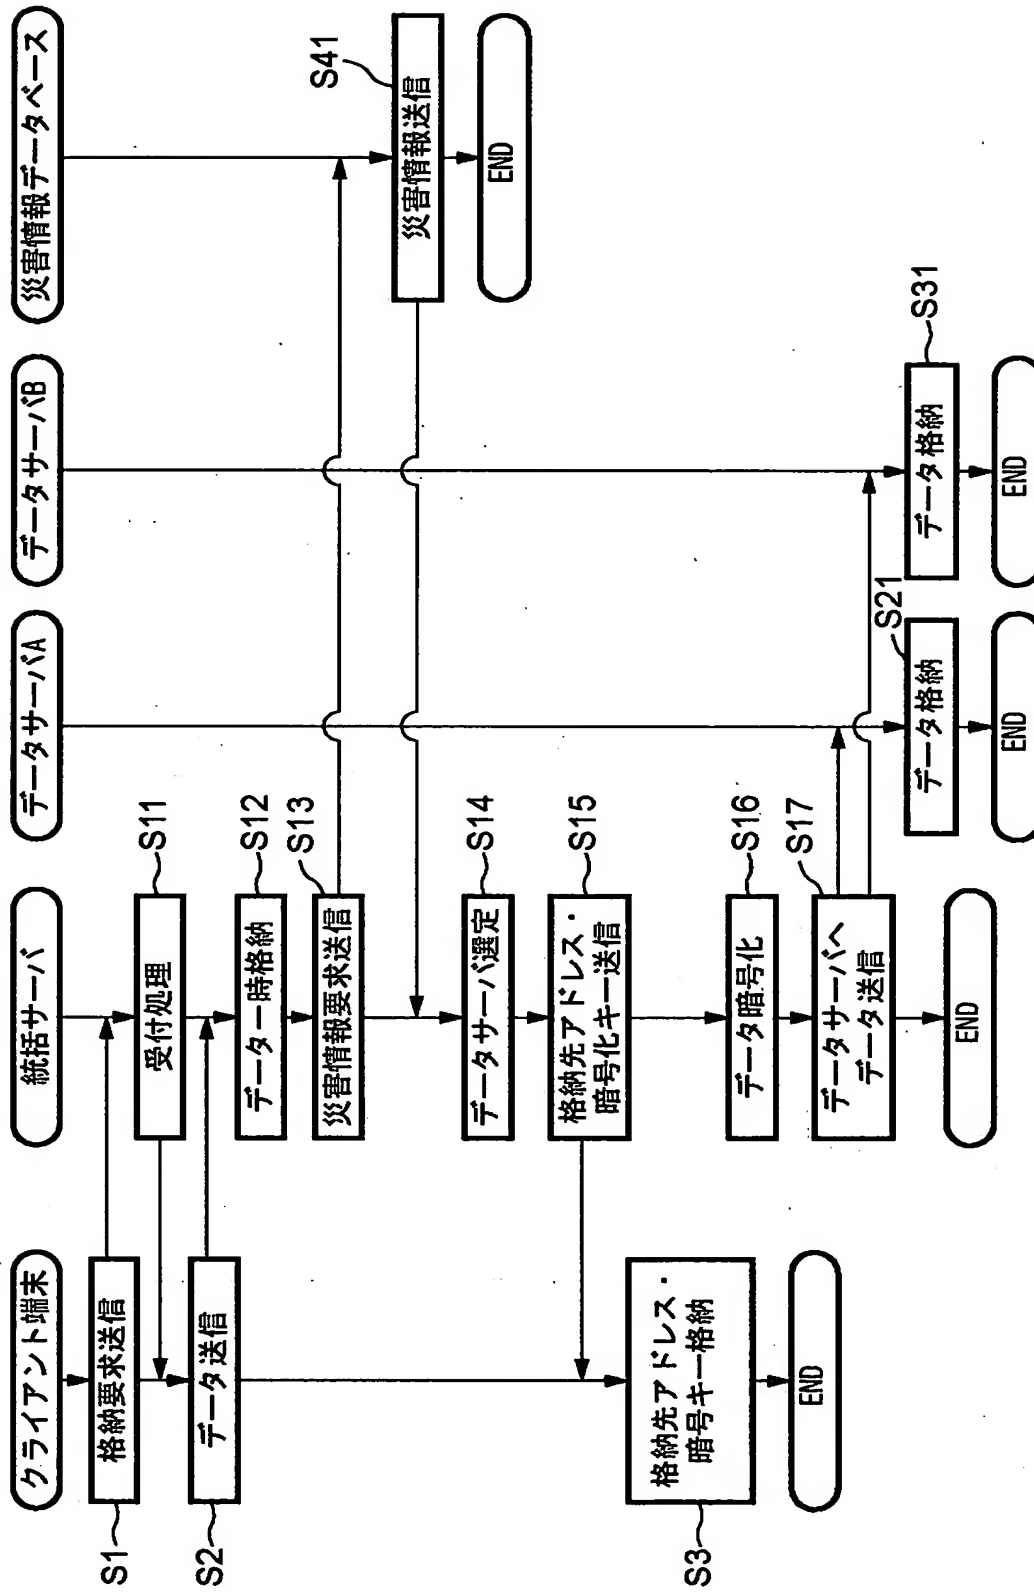 クライアント端末
格納要求送信
S1
データ送信
S2
格納先アドレス・
暗号キー格納
S3
END
統括サーバ
受付処理
S11
データ一時格納
S12
災害情報要求送信
S13
データサーバ選定
S14
格納先アドレス・
暗号化キー送信
S15
データ暗号化
S16
データサーバへ
データ送信
S17
END
データサーバA
データ格納
S21
END
データサーバB
データ格納
S31
END
災害情報データベース
災害情報送信
S41
END